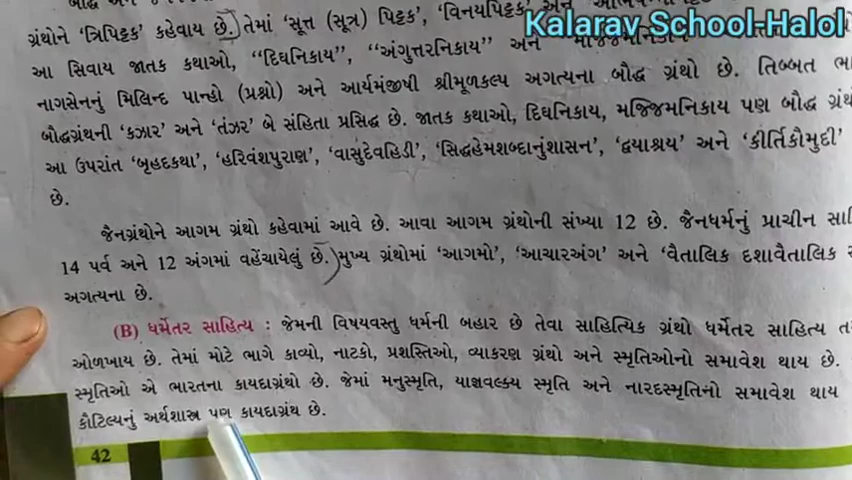 Kalarav School-Halol
ગ્રંથોને 'ત્રિપિટ્ટક' કહેવાય છે. તેમાં 'સૂત્ત (સૂત્ર) પિટ્ટક', 'વિનયપિટ્ટક' અને
આ સિવાય જાતક કથાઓ, "દિઘનિકાય", "અંગુત્તરનિકાય" અને
નાગસેનનું મિલિન્દ પાન્હો (પ્રશ્નો) અને આર્યમંજીષી શ્રીમૂળકલ્પ અગત્યના બૌદ્ધ ગ્રંથો છે. તિબ્બત
બૌદ્ધગ્રંથની 'કઝાર' અને 'તંઝર' બે સંહિતા પ્રસિદ્ધ છે. જાતક કથાઓ, દિઘનિકાય, મજ્જિમનિકાય પણ બૌદ્ધ
આ ઉપરાંત 'બૃહદકથા', 'હરિવંશપુરાણ', 'વાસુદેવહિડી', 'સિદ્ધહેમશબ્દાનુંશાસન', 'દ્વયાશ્રય' અને 'કીર્તિકૌમુદી'
છે.
જૈનગ્રંથોને આગમ ગ્રંથો કહેવામાં આવે છે. આવા આગમ ગ્રંથોની સંખ્યા 12 છે. જૈનધર્મનું પ્રાચીન
14 પર્વ અને 12 અંગમાં વહેંચાયેલું છે. મુખ્ય ગ્રંથોમાં 'આગમો', 'આચારઅંગ' અને 'વૈતાલિક દશાવૈતાલિક
અગત્યના છે.
(B) ધર્મેતર સાહિત્ય : જેમની વિષયવસ્તુ ધર્મની બહાર છે તેવા સાહિત્યિક ગ્રંથો ધર્મેતર સાહિત્ય
ઓળખાય છે. તેમાં મોટે ભાગે કાવ્યો, નાટકો, પ્રશસ્તિઓ, વ્યાકરણ ગ્રંથો અને સ્મૃતિઓનો સમાવેશ થાય છે.
સ્મૃતિઓ એ ભારતના કાયદાગ્રંથો છે. જેમાં મનુસ્મૃતિ, યાજ્ઞવલ્ક્ય સ્મૃતિ અને નારદસ્મૃતિનો સમાવેશ થાય
કૌટિલ્યનું અર્થશાસ્ત્ર પણ કાયદાગ્રંથ છે.
42